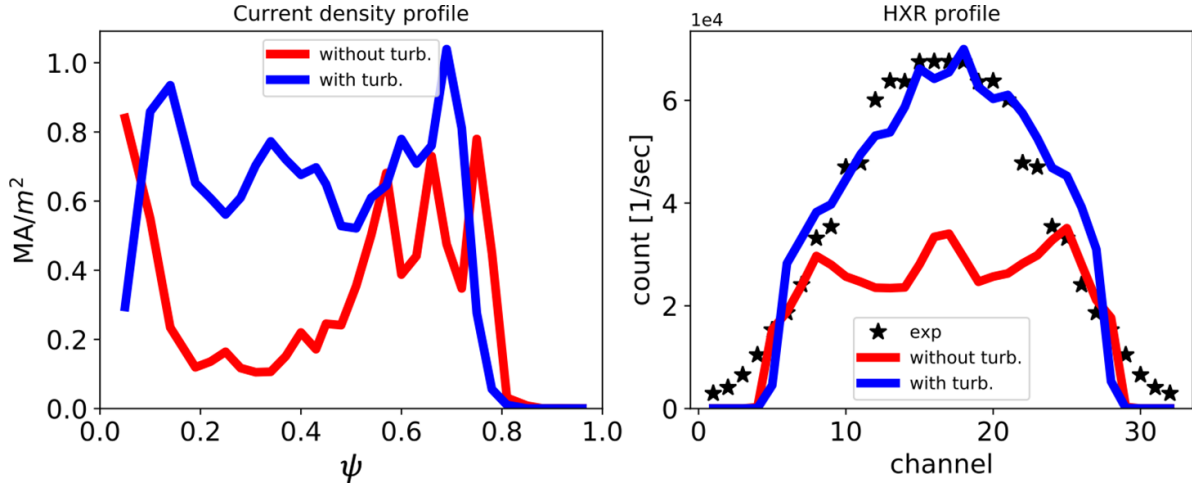 Current density profile
without turb.
with turb.
MA/m²
1.0
0.8
0.6
0.4
0.2
0.0
0.0 0.2 0.4 0.6 0.8 1.0
ψ
HXR profile
1e4
count [1/sec]
6
4
2
0
exp
without turb.
with turb.
0 10 20 30
channel